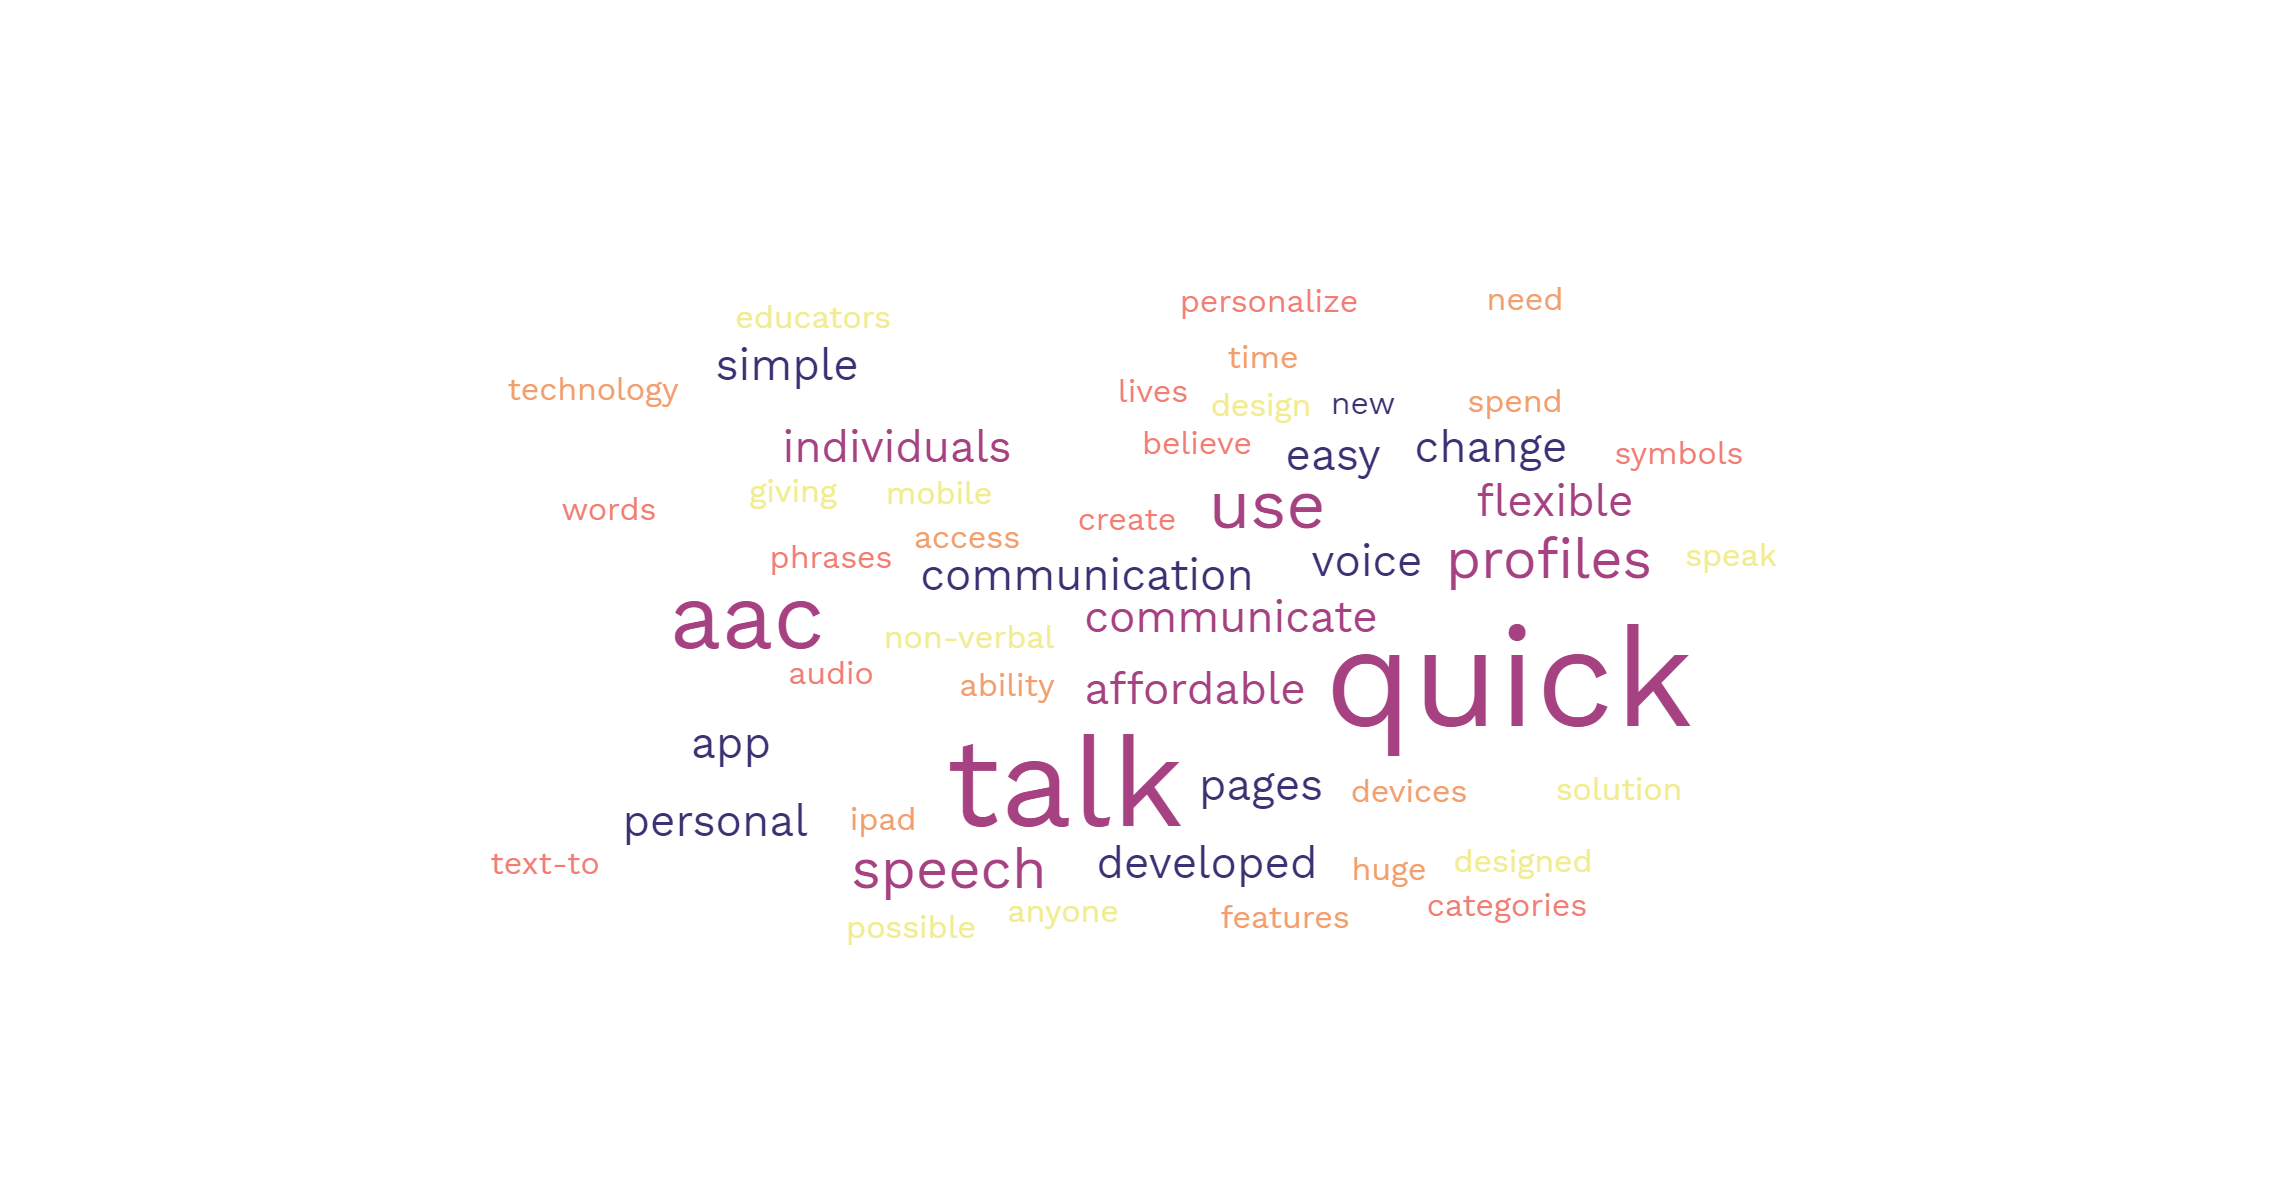 personalize need
educators
time
simple
technology lives spend
design new
individuals believe easy change symbols
giving mobile use flexible
words create
access
phrases communication voice profiles speak
aac communicate
non-verbal quick
audio ability affordable
app talk pages devices solution
personal ipad
text-to speech developed huge designed
possible anyone features categories